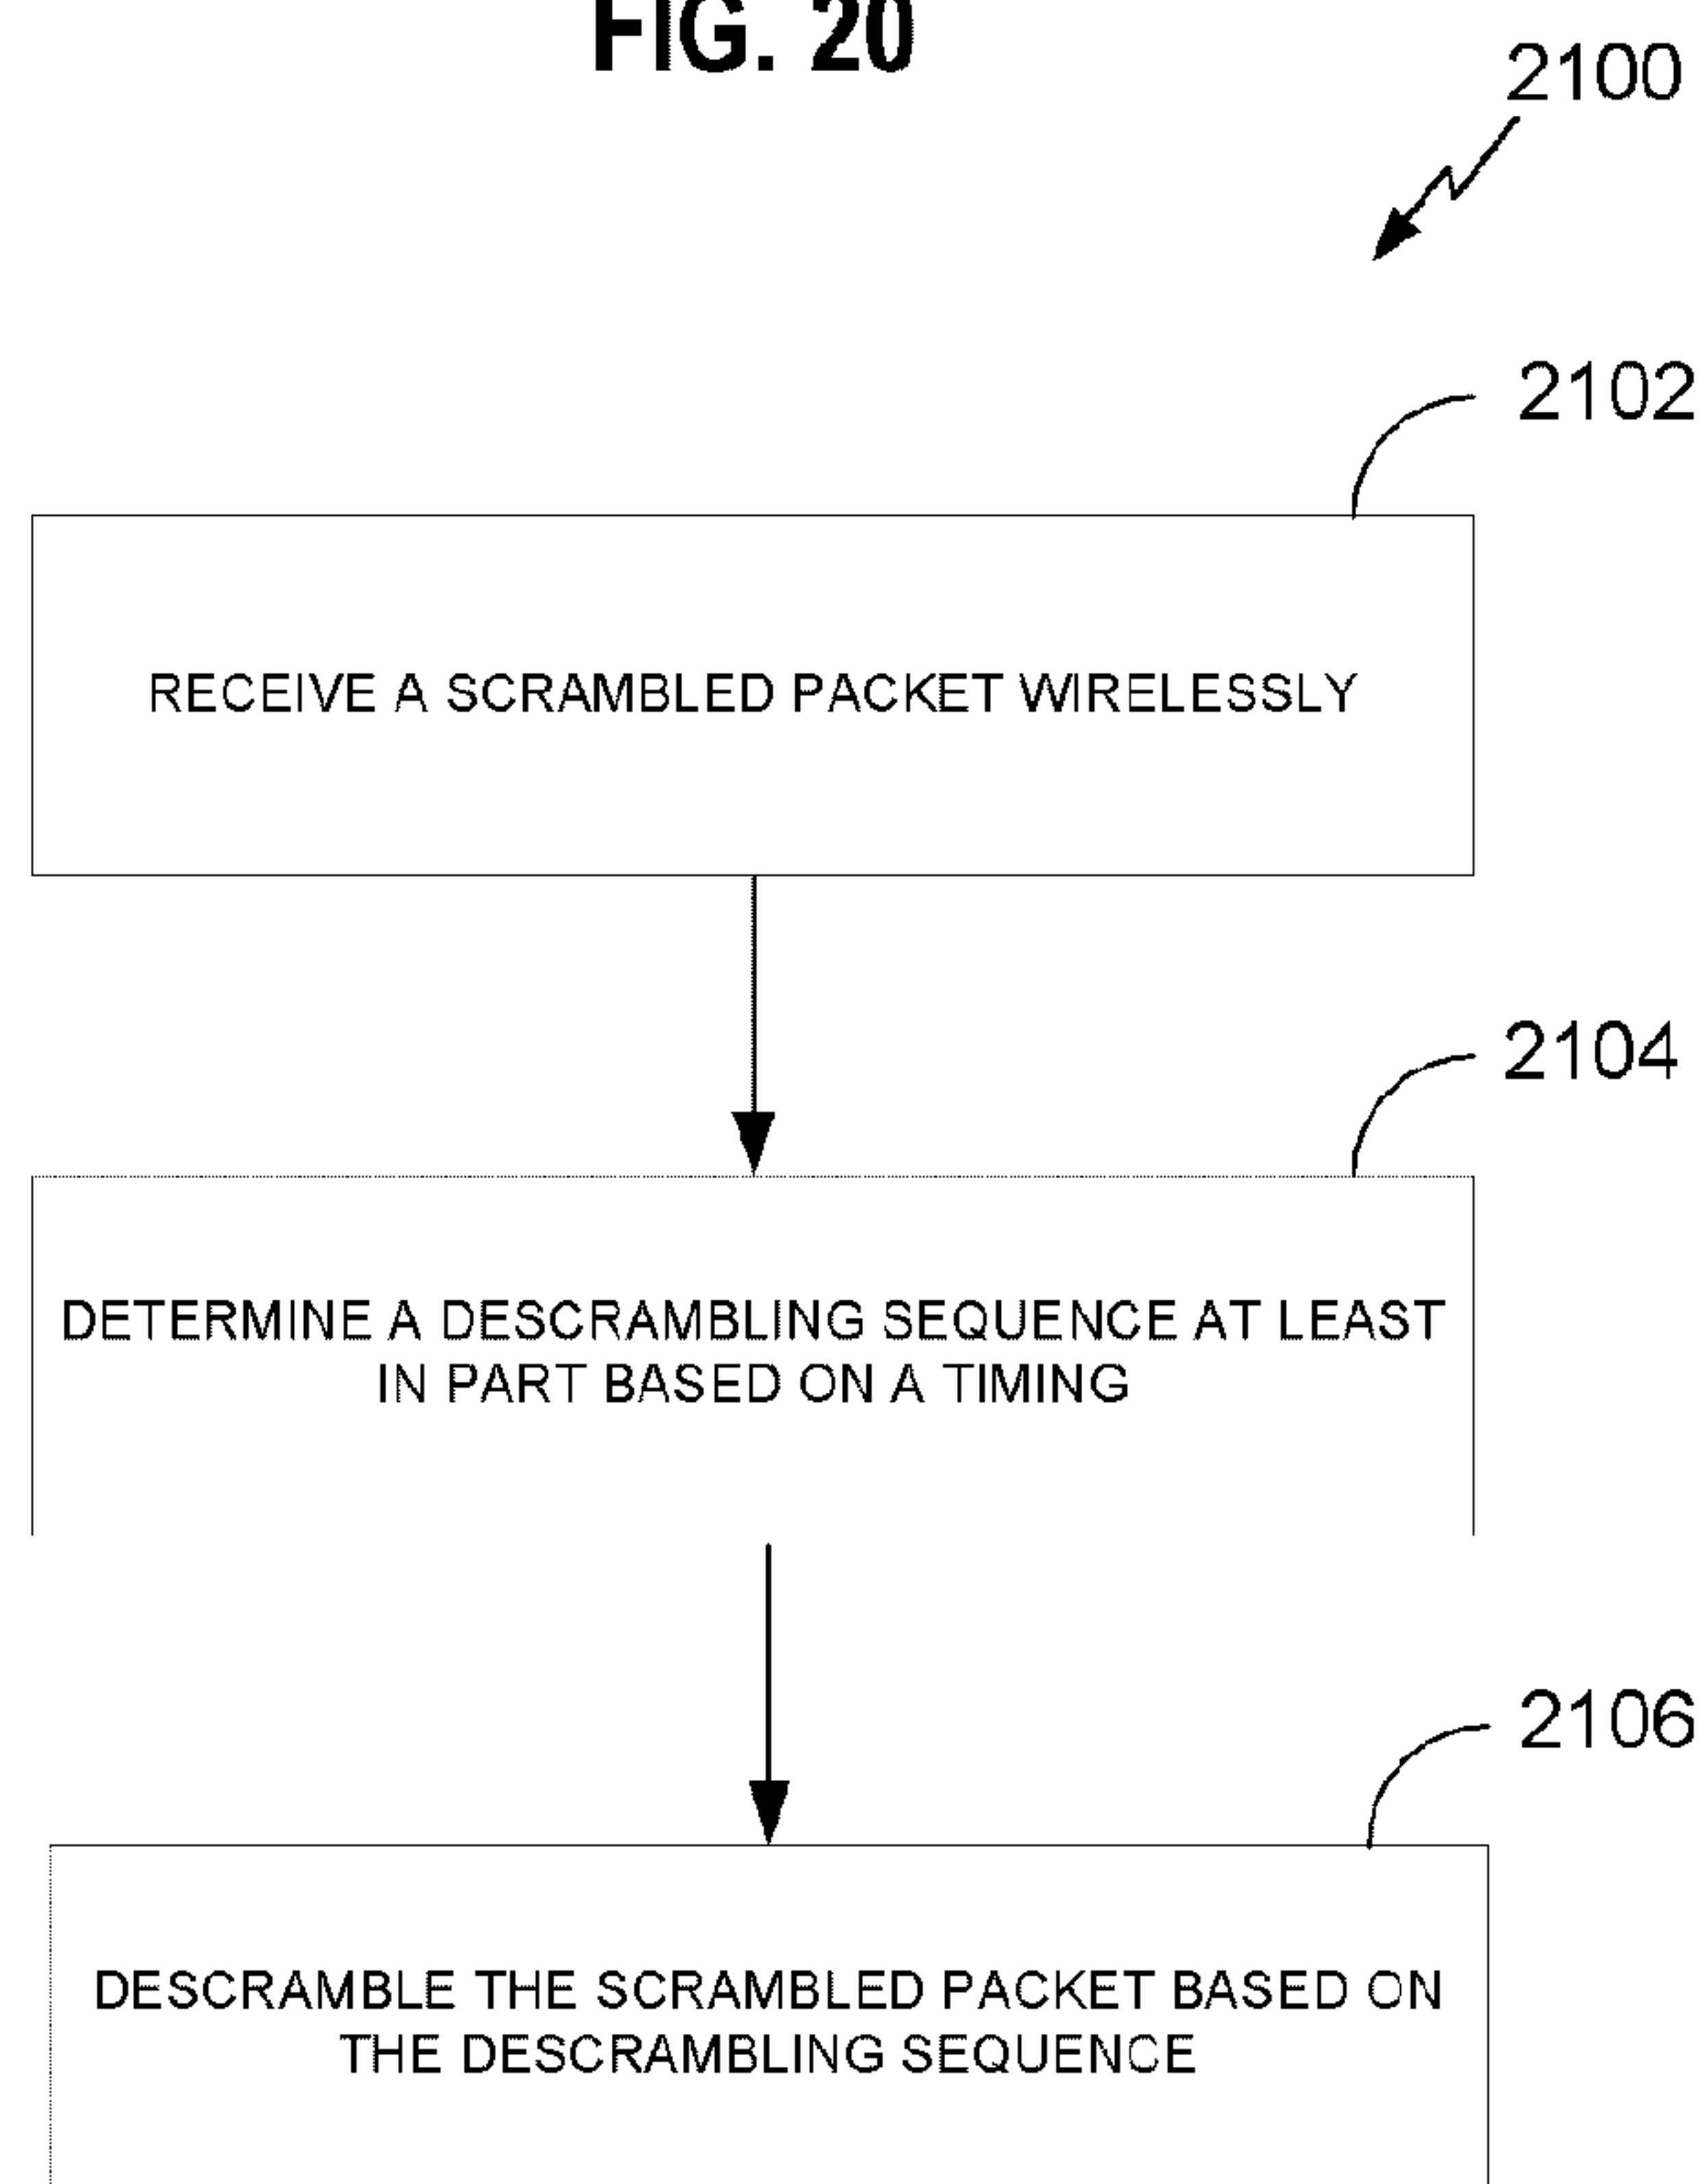 FIG. 20
2100
2102
RECEIVE A SCRAMBLED PACKET WIRELESSLY
2104
DETERMINE A DESCRAMBLING SEQUENCE AT LEAST
IN PART BASED ON A TIMING
2106
DESCRAMBLE THE SCRAMBLED PACKET BASED ON
THE DESCRAMBLING SEQUENCE